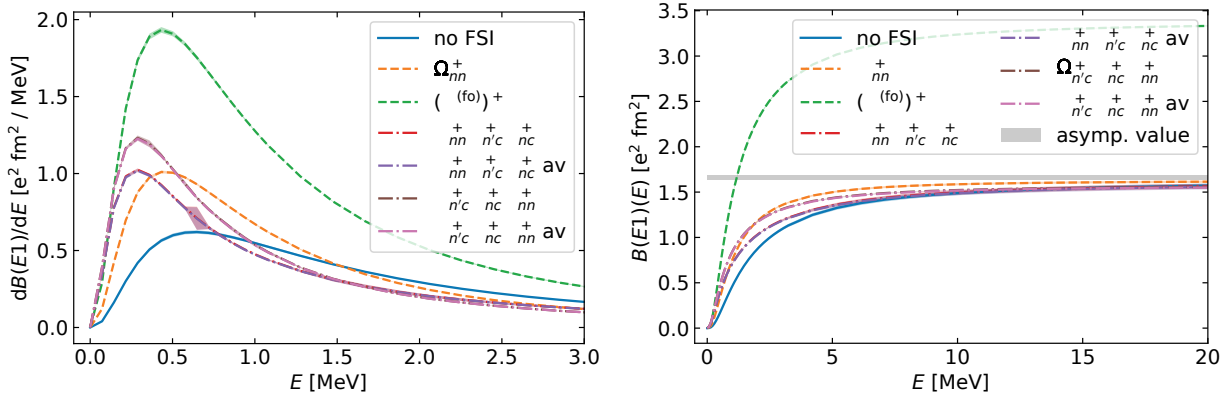 2.0
1.5
1.0
0.5
0.0
dB(E1)/dE [e² fm² / MeV]
0.0 0.5 1.0 1.5 2.0 2.5 3.0
E [MeV]
no FSI
Ω⁺ₙₙ
( ⁽ᶠᵒ⁾)⁺
+ + +
nn n'c nc
+ + + av
nn n'c nc
+ + +
n'c nc nn
+ + + av
n'c nc nn
3.5
3.0
2.5
2.0
1.5
1.0
0.5
0.0
B(E1)(E) [e² fm²]
0 5 10 15 20
E [MeV]
no FSI
+
nn
( ⁽ᶠᵒ⁾)⁺
+ + +
nn n'c nc
+ + + av
nn n'c nc
Ω + + +
n'c nc nn
+ + + av
n'c nc nn
asymp. value